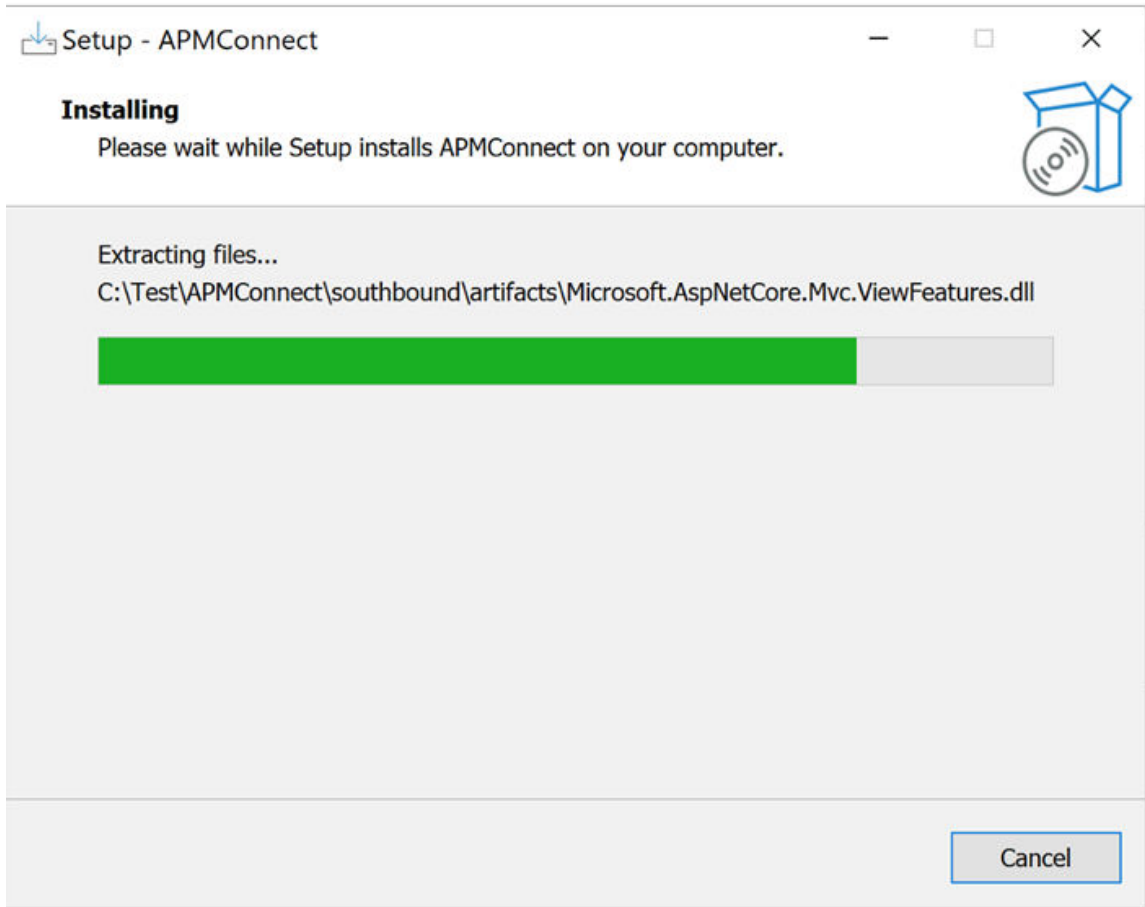 Setup - APMConnect
Installing
Please wait while Setup installs APMConnect on your computer.
Extracting files...
C:\Test\APMConnect\southbound\artifacts\Microsoft.AspNetCore.Mvc.ViewFeatures.dll
Cancel